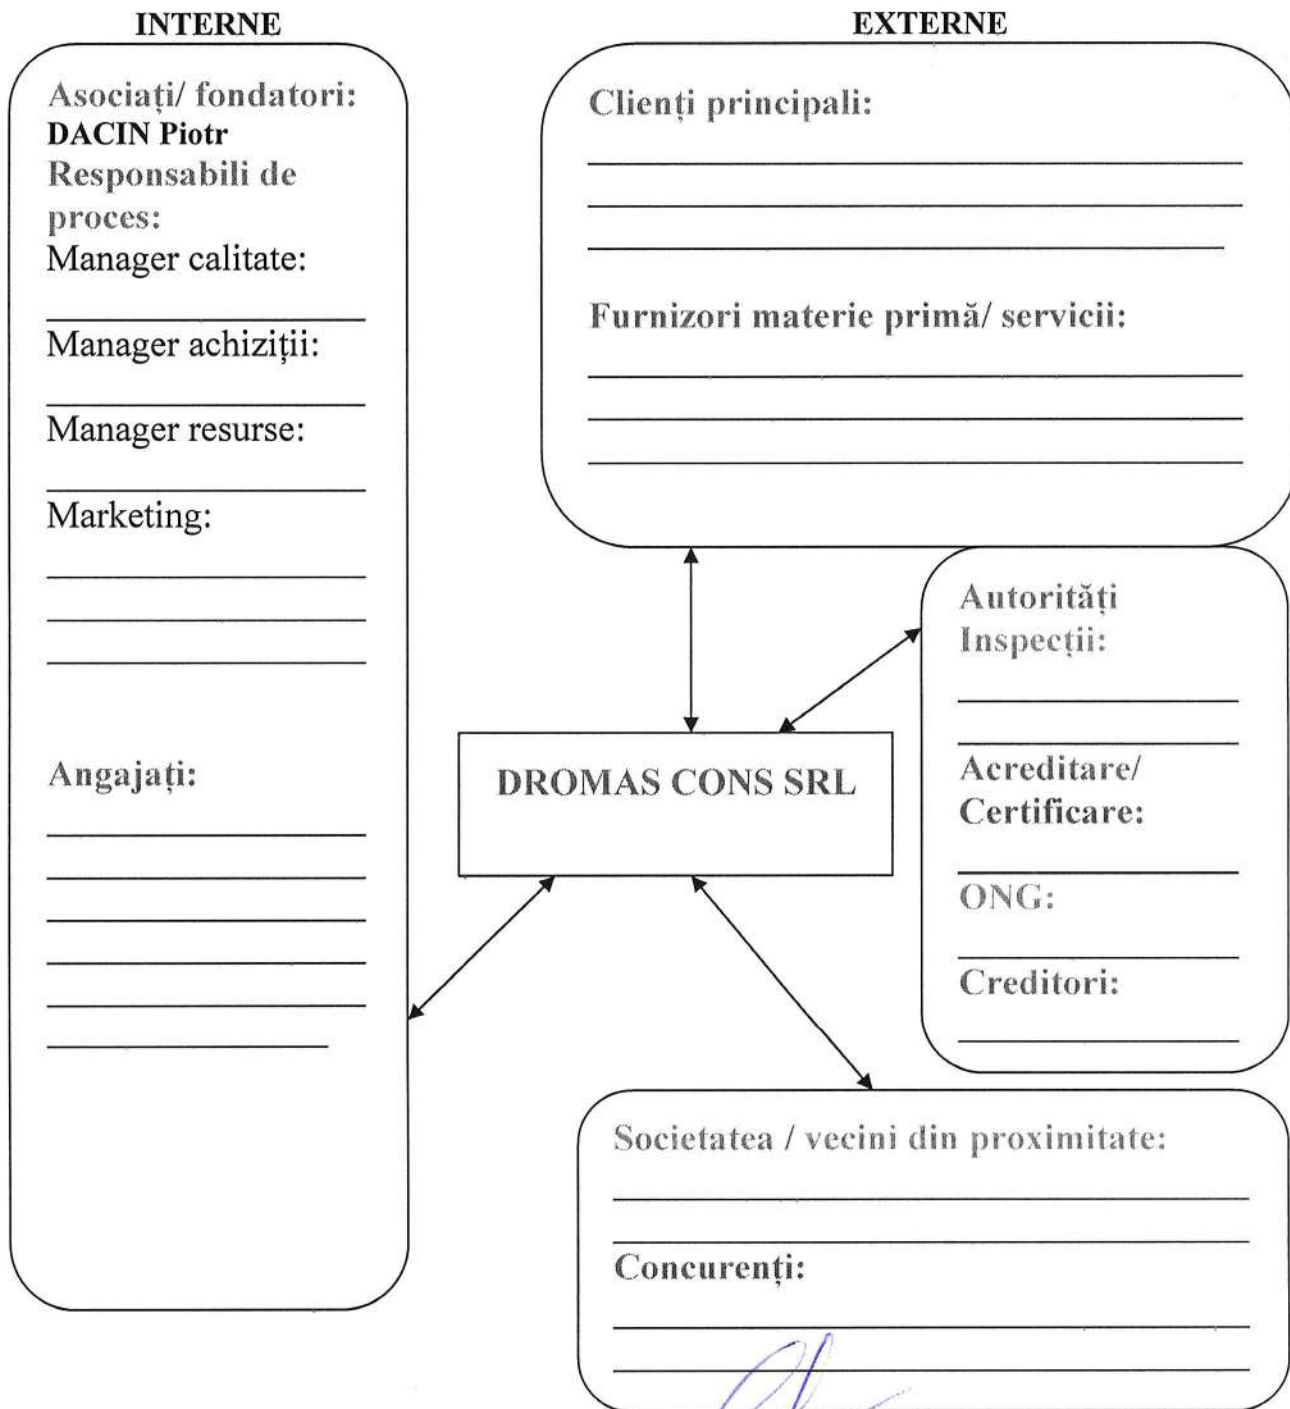 INTERNE
Asociați/ fondatori:
DACIN Piotr
Responsabili de
proces:
Manager calitate:
Manager achiziții:
Manager resurse:
Marketing:
Angajați:
EXTERNE
Clienți principali:
Furnizori materie primă/ servicii:
Autorități
Inspecții:
Acreditare/
Certificare:
ONG:
Creditori:
DROMAS CONS SRL
Societatea / vecini din proximitate:
Concurenți: